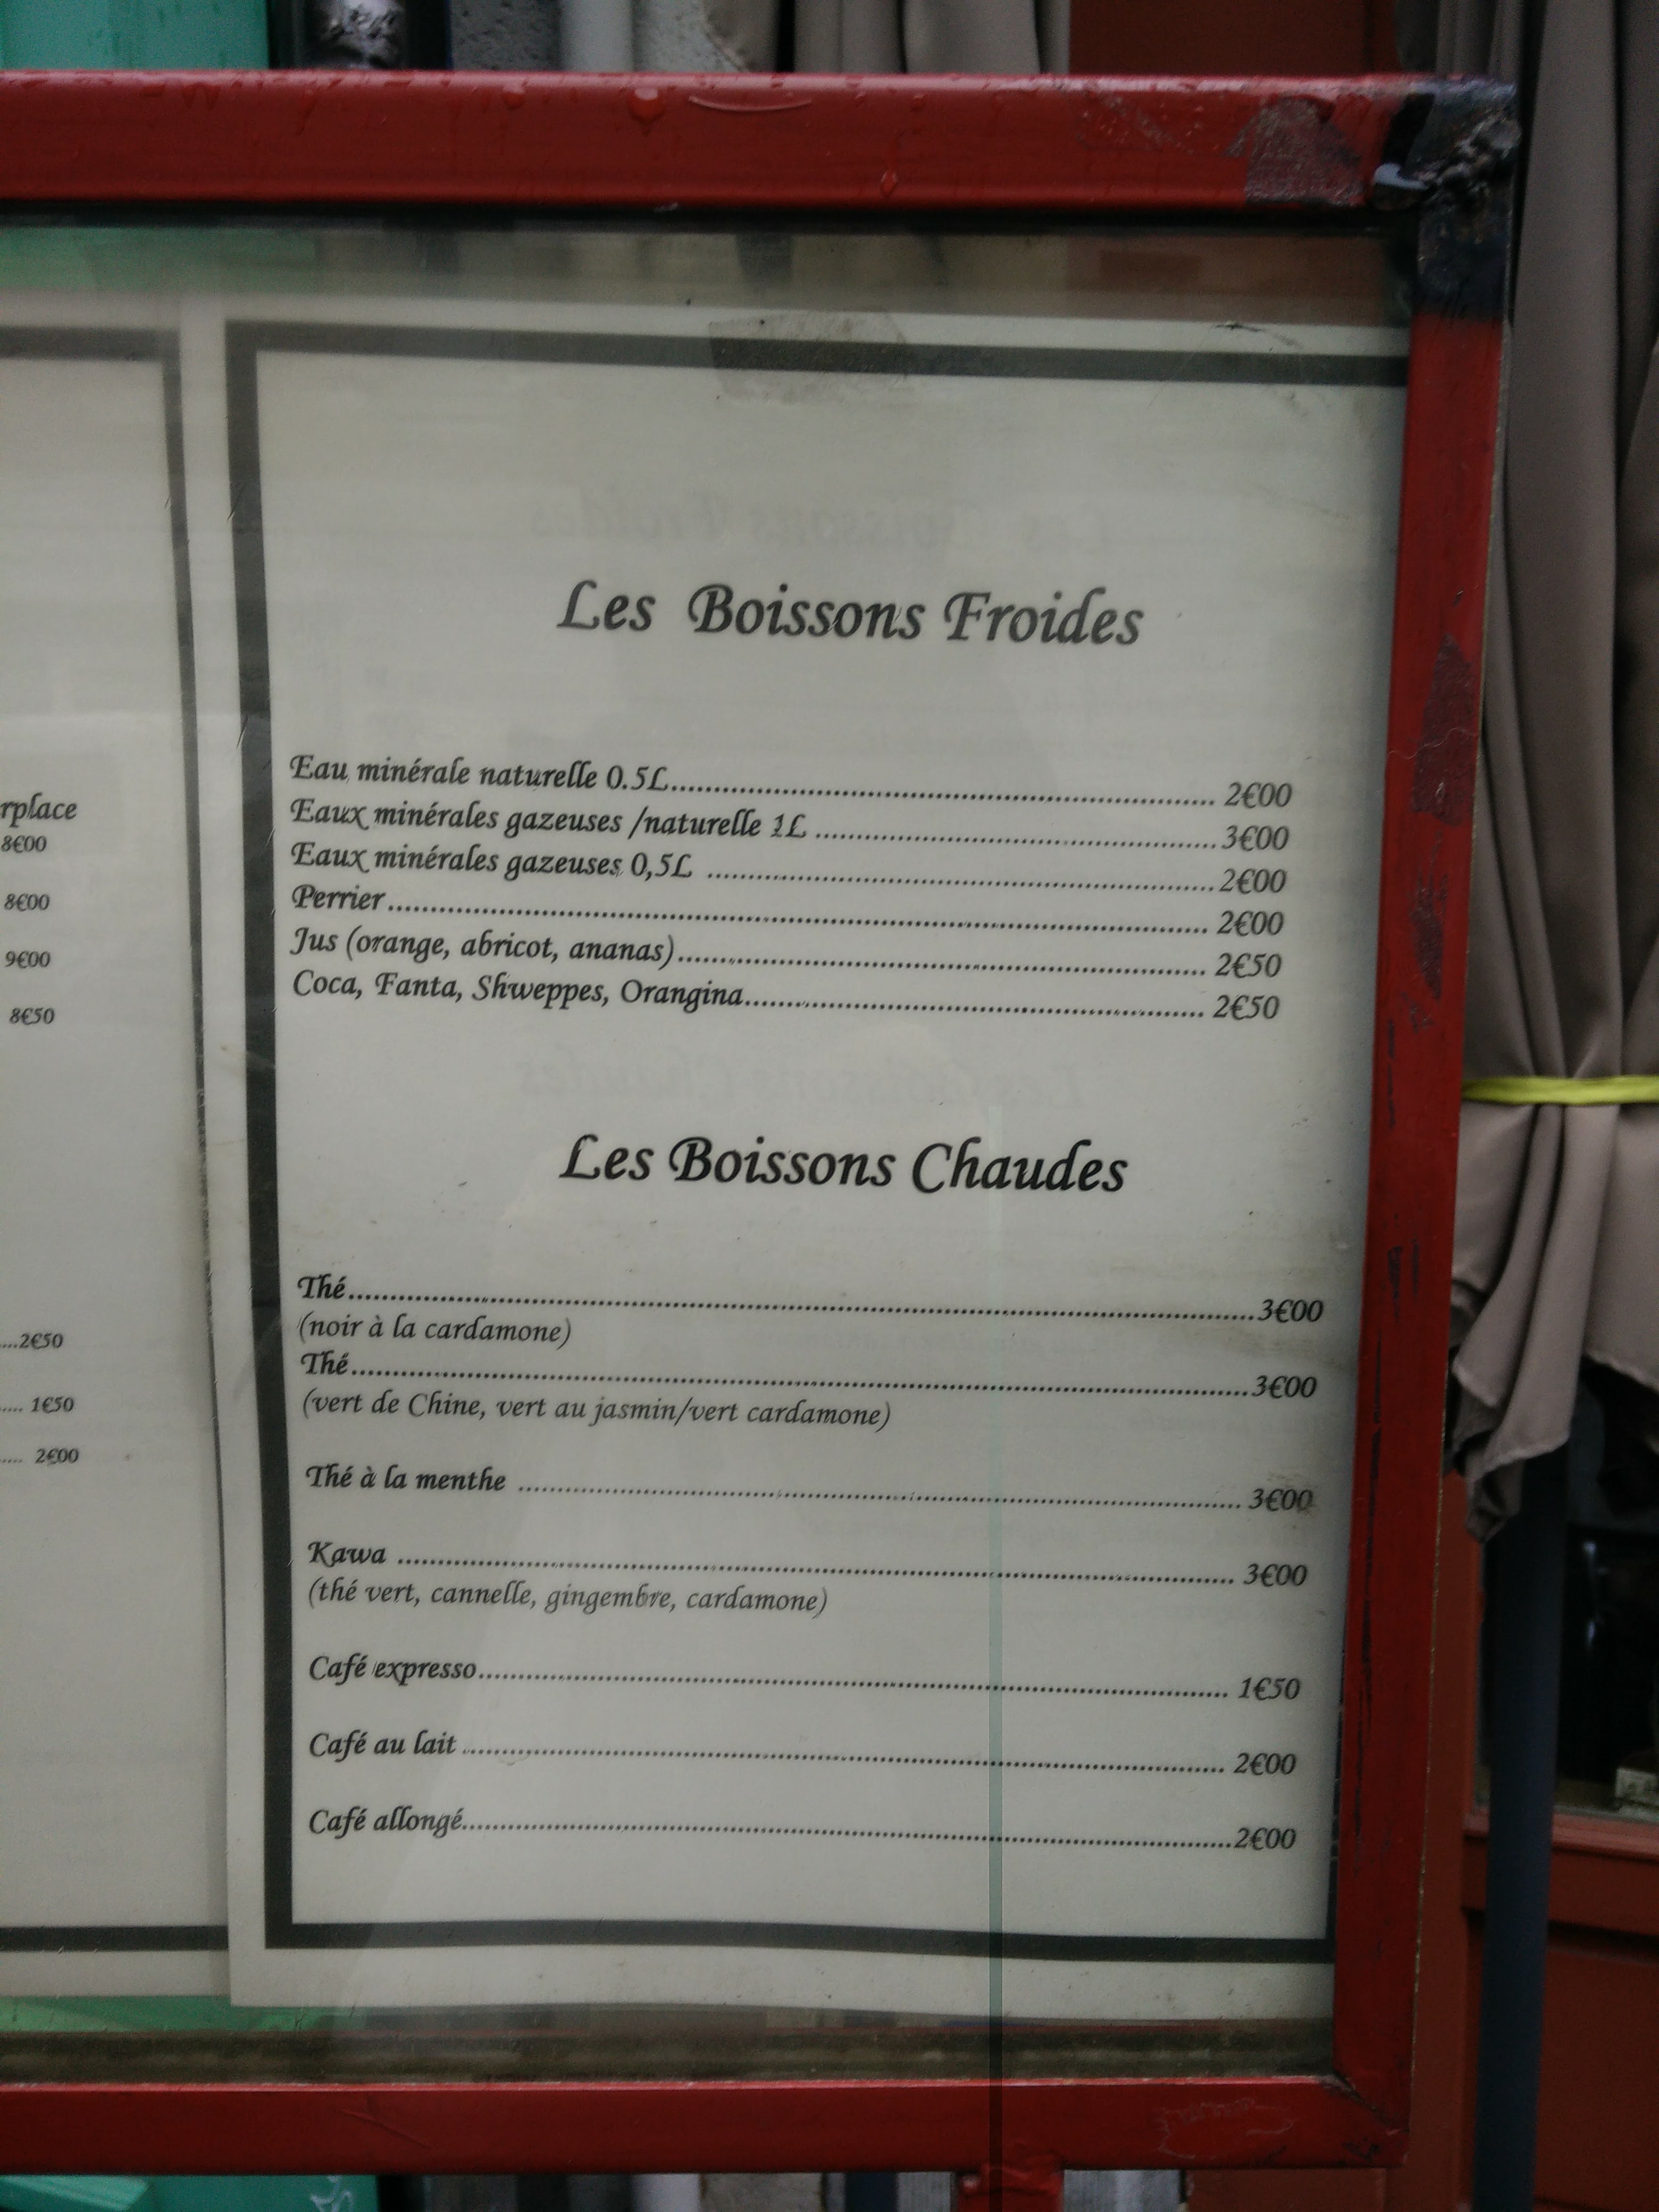 rplace
8€00
8€00
9€00
8€50
....2€50
..... 1€50
..... 2€00
Les Boissons Froides
Eau minérale naturelle 0.5L.......... 2€00
Eaux minérales gazeuses /naturelle 1L ..........3€00
Eaux minérales gazeuses 0,5L ..........2€00
Perrier.......... 2€00
Jus (orange, abricot, ananas).......... 2€50
Coca, Fanta, Shweppes, Orangina.......... 2€50
Les Boissons Chaudes
Thé..........3€00
(noir à la cardamone)
Thé..........3€00
(vert de Chine, vert au jasmin/vert cardamone)
Thé à la menthe .......... 3€00
Kawa .......... 3€00
(thé vert, cannelle, gingembre, cardamone)
Café expresso.......... 1€50
Café au lait .......... 2€00
Café allongé..........2€00